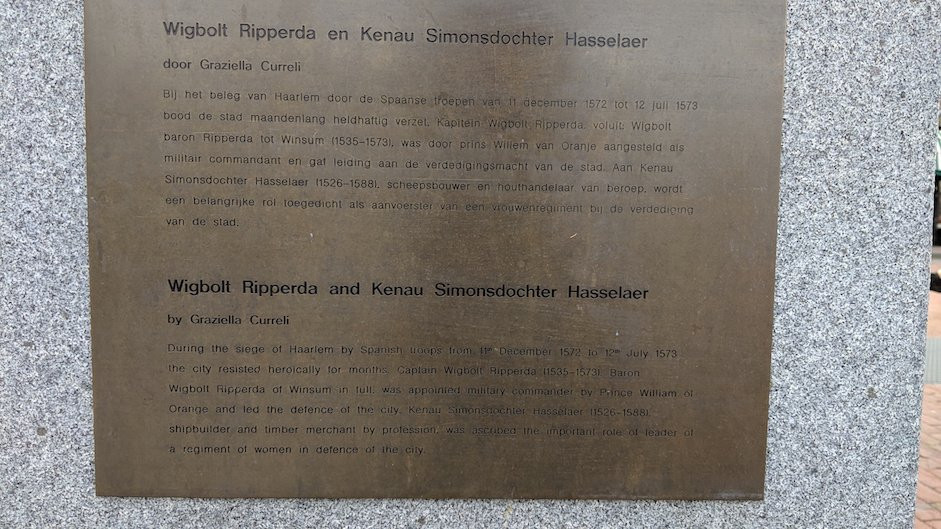 Wigbolt Ripperda en Kenau Simonsdochter Hasselaer
door Graziella Curreli
Bij het beleg van Haarlem door de Spaanse troepen van 11 december 1572 tot 12 juli 1573
bood de stad maandenlang heldhaftig verzet. Kapitein Wigbolt Ripperda, voluit: Wigbolt
baron Ripperda tot Winsum (1535-1573), was door prins Willem van Oranje aangesteld als
militair commandant en gaf leiding aan de verdedigingsmacht van de stad. Aan Kenau
Simonsdochter Hasselaer (1526-1588), scheepsbouwer en houthandelaar van beroep, wordt
een belangrijke rol toegedicht als aanvoerster van een vrouwenregiment bij de verdediging
van de stad.
Wigbolt Ripperda and Kenau Simonsdochter Hasselaer
by Graziella Curreli
During the siege of Haarlem by Spanish troops from 11th December 1572 to 12th July 1573
the city resisted heroically for months. Captain Wigbolt Ripperda (1535-1573), Baron
Wigbolt Ripperda of Winsum in full, was appointed military commander by Prince William of
Orange and led the defence of the city. Kenau Simonsdochter Hasselaer (1526-1588),
shipbuilder and timber merchant by profession, was ascribed the important role of leader of
a regiment of women in defence of the city.